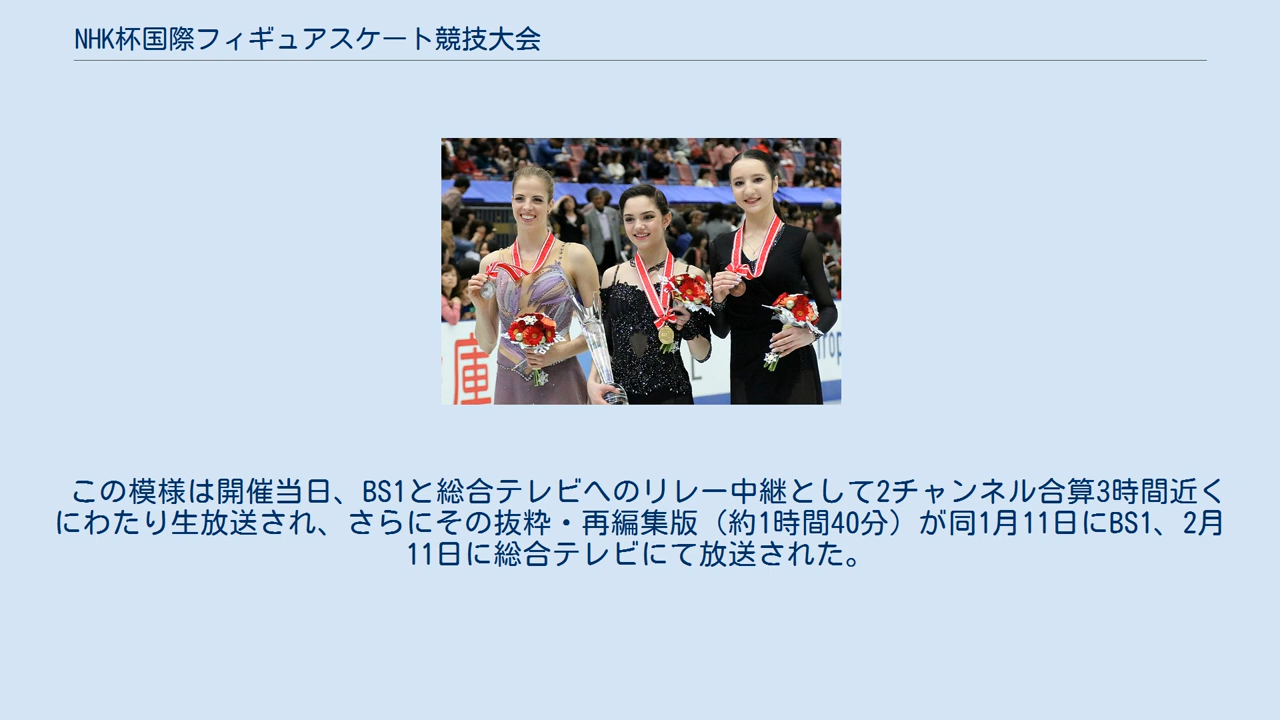 NHK杯国際フィギュアスケート競技大会
庫
この模様は開催当日、BS1と総合テレビへのリレー中継として2チャンネル合算3時間近く
にわたり生放送され、さらにその抜粋・再編集版（約1時間40分）が同1月11日にBS1、2月
11日に総合テレビにて放送された。